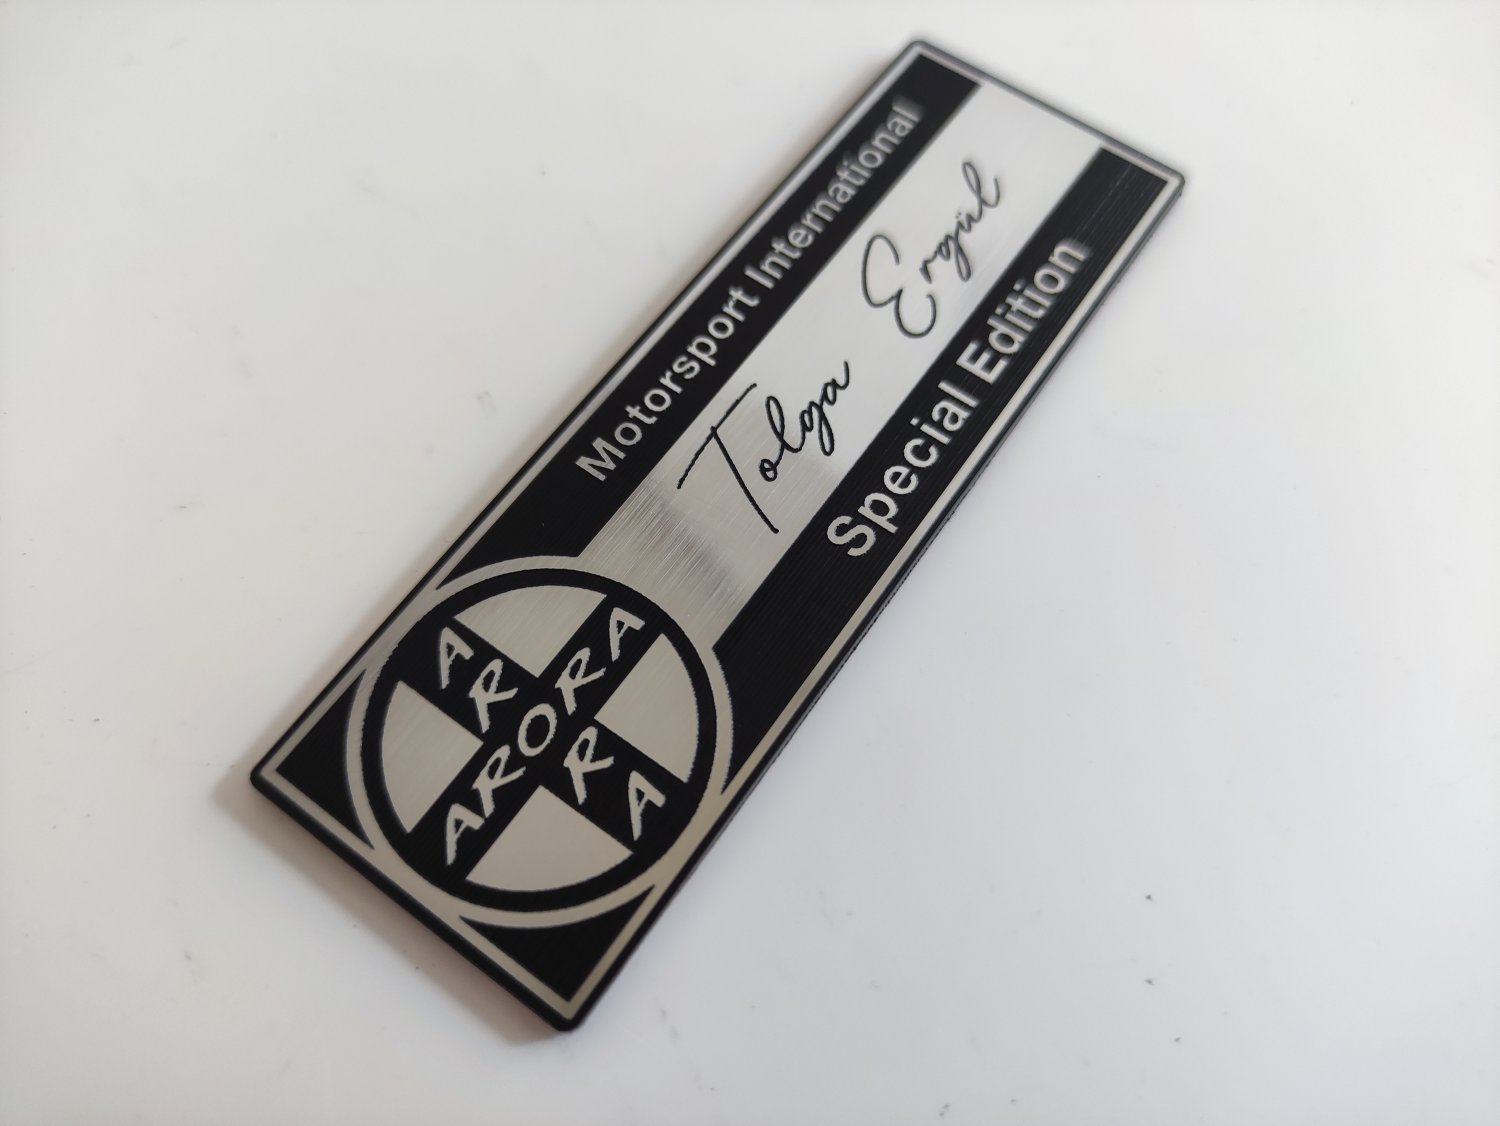 Motorsport International
Tolga Ergül
Special Edition
ARORA
ARORA